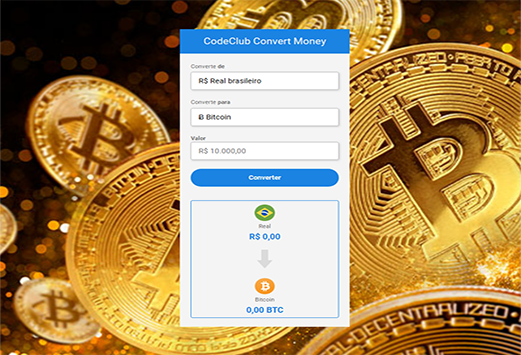 CodeClub Convert Money
Converte de
R$ Real brasileiro
Converte para
Ƀ Bitcoin
Valor
R$ 10.000,00
Converter
Real
R$ 0,00
Bitcoin
0,00 BTC
DECENTRALIZED
DECENTRALIZED